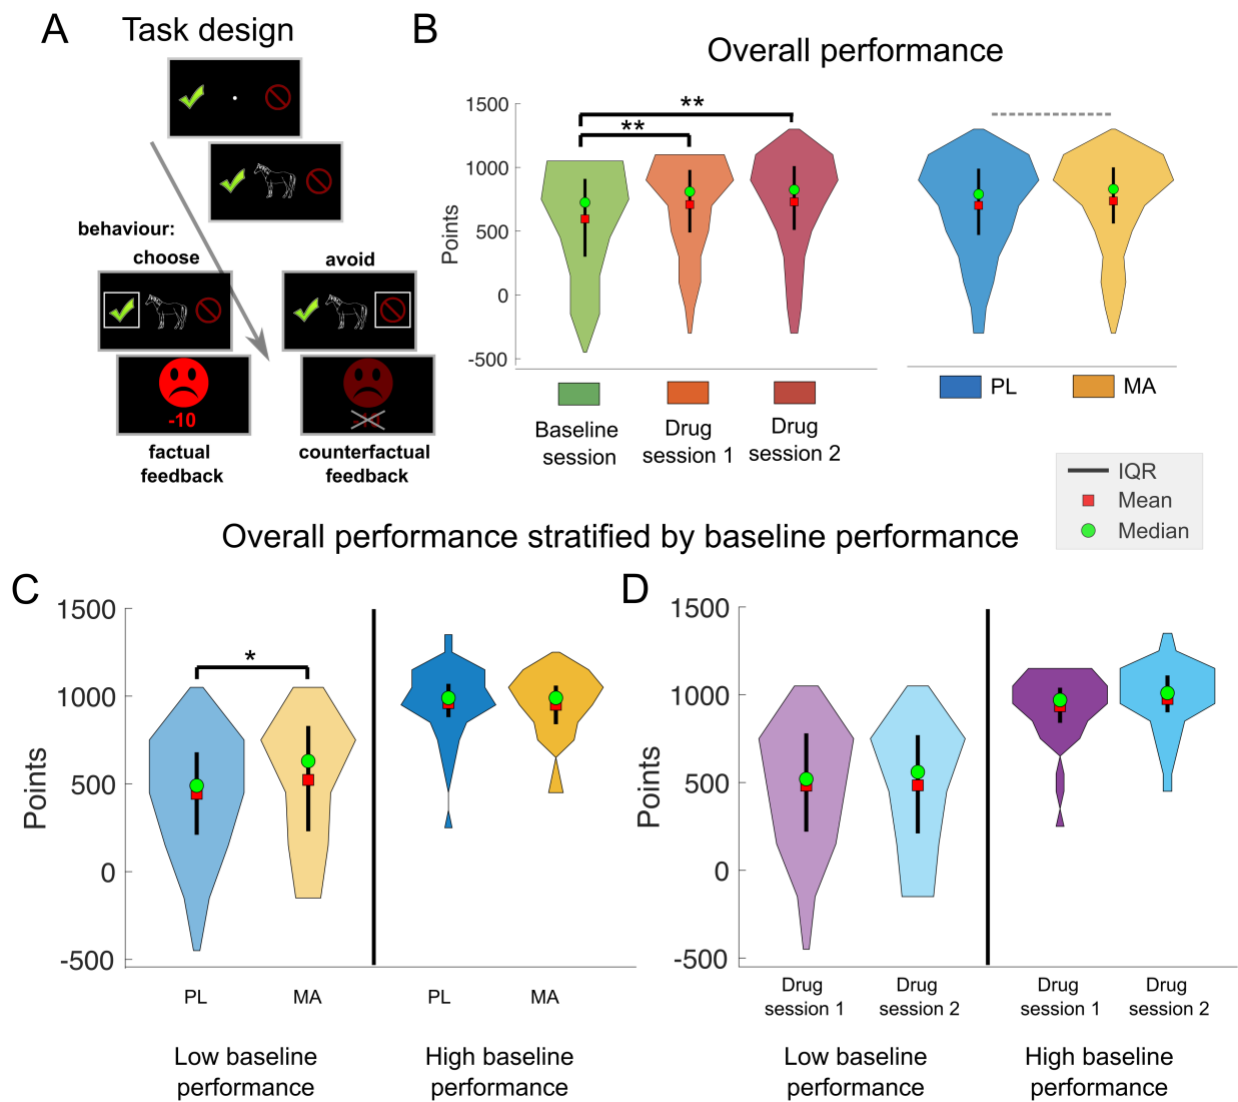 A
Task design
behaviour:
choose
avoid
-10
-10
factual
feedback
counterfactual
feedback
B
Overall performance
Points
1500
1000
500
0
-500
**
**
Baseline
session
Drug
session 1
Drug
session 2
PL
MA
IQR
Mean
Median
Overall performance stratified by baseline performance
C
Points
1500
1000
500
0
-500
*
PL
MA
PL
MA
Low baseline
performance
High baseline
performance
D
Points
1500
1000
500
0
-500
Drug
session 1
Drug
session 2
Drug
session 1
Drug
session 2
Low baseline
performance
High baseline
performance